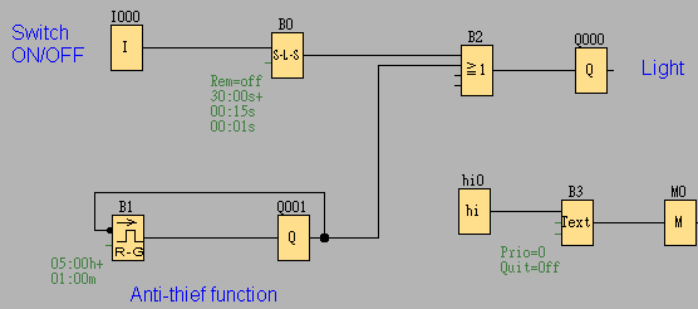 I000
B0
Switch
ON/OFF
I
S-L-S
B2
≧1
Q000
Q
Light
Rem=off
30:00s+
00:15s
00:01s
B1
Q001
hi0
B3
M0
R-G
Q
hi
Text
M
05:00h+
01:00m
Prio=0
Quit=Off
Anti-thief function